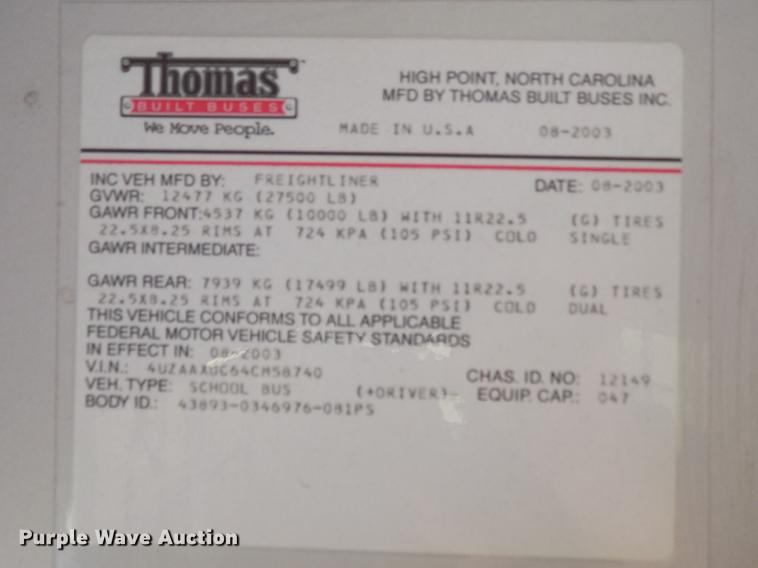 Thomas
BUILT BUSES
We Move People.
HIGH POINT, NORTH CAROLINA
MFD BY THOMAS BUILT BUSES INC.
MADE IN U.S.A 08-2003
INC VEH MFD BY: FREIGHTLINER DATE: 08-2003
GVWR: 12477 KG (27500 LB)
GAWR FRONT:4537 KG (10000 LB) WITH 11R22.5 (G) TIRES
22.5X8.25 RIMS AT 724 KPA (105 PSI) COLD SINGLE
GAWR INTERMEDIATE:
GAWR REAR: 7939 KG (17499 LB) WITH 11R22.5 (G) TIRES
22.5X8.25 RIMS AT 724 KPA (105 PSI) COLD DUAL
THIS VEHICLE CONFORMS TO ALL APPLICABLE
FEDERAL MOTOR VEHICLE SAFETY STANDARDS
IN EFFECT IN: 08-2003
V.I.N.: 4UZAAXDC64CM58740 CHAS. ID. NO: 12149
VEH. TYPE: SCHOOL BUS (+DRIVER) EQUIP. CAP.: 047
BODY ID.: 43893-0346976-081PS
Purple Wave Auction